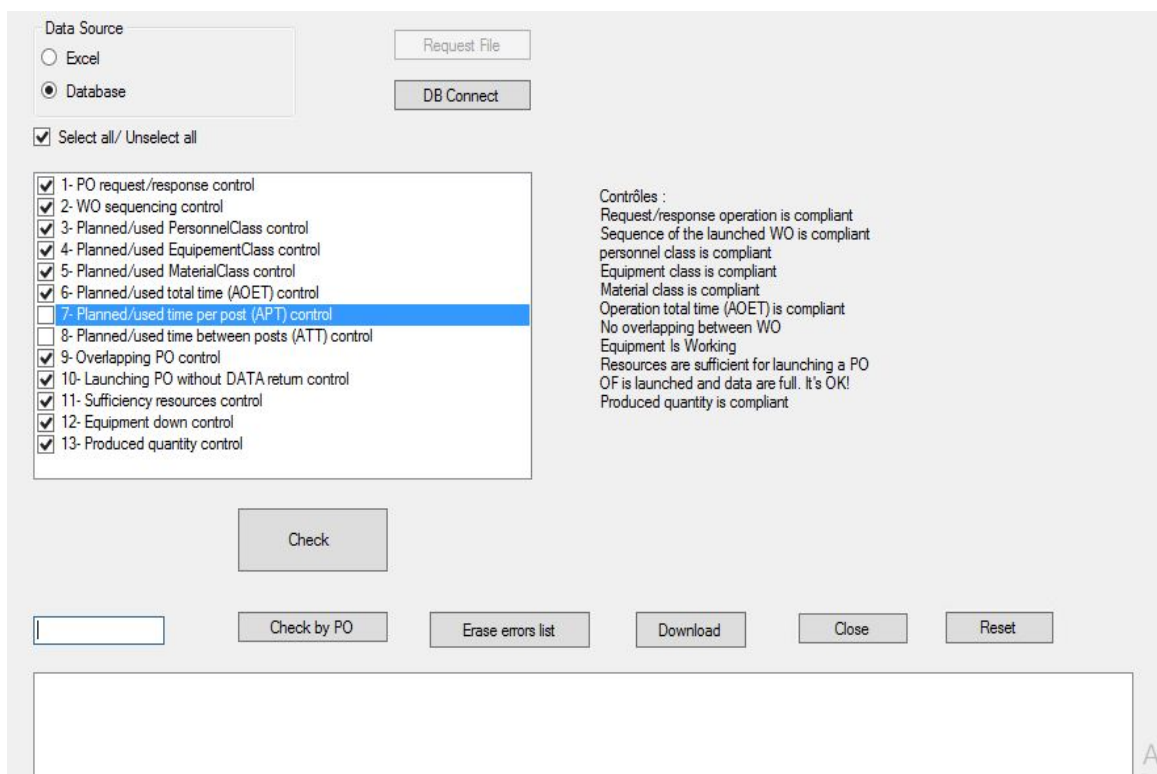 Data Source
Excel
Database
Request File
DB Connect
Select all/ Unselect all
1- PO request/response control
2- WO sequencing control
3- Planned/used PersonnelClass control
4- Planned/used EquipementClass control
5- Planned/used MaterialClass control
6- Planned/used total time (AOET) control
7- Planned/used time per post (APT) control
8- Planned/used time between posts (ATT) control
9- Overlapping PO control
10- Launching PO without DATA return control
11- Sufficiency resources control
12- Equipment down control
13- Produced quantity control
Contrôles :
Request/response operation is compliant
Sequence of the launched WO is compliant
personnel class is compliant
Equipment class is compliant
Material class is compliant
Operation total time (AOET) is compliant
No overlapping between WO
Equipment Is Working
Resources are sufficient for launching a PO
OF is launched and data are full. It's OK!
Produced quantity is compliant
Check
Check by PO
Erase errors list
Download
Close
Reset
A